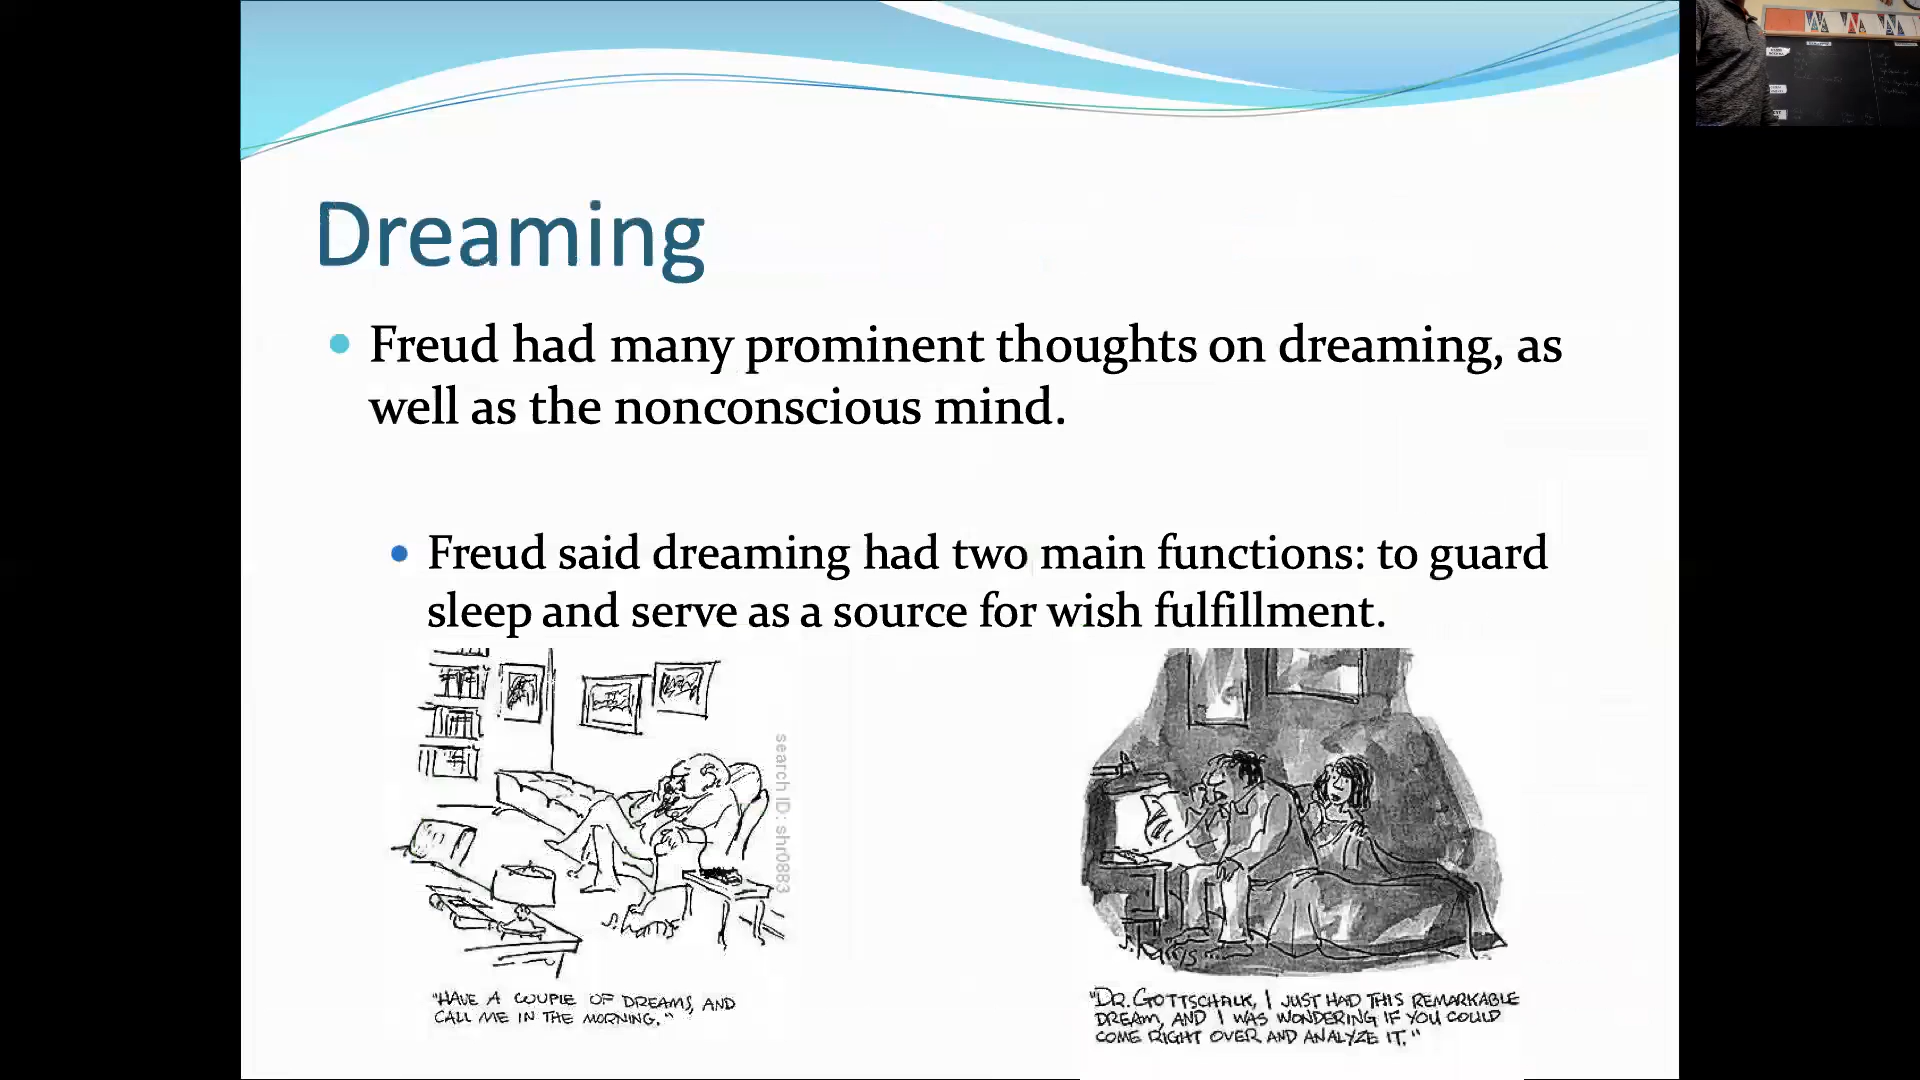 Dreaming
Freud had many prominent thoughts on dreaming, as
well as the nonconscious mind.
Freud said dreaming had two main functions: to guard
sleep and serve as a source for wish fulfillment.
search ID: shr0883
S. Harris
"HAVE A COUPLE OF DREAMS, AND
CALL ME IN THE MORNING."
S. Harris
"DR. GOTTSCHALK, I JUST HAD THIS REMARKABLE
DREAM, AND I WAS WONDERING IF YOU COULD
COME RIGHT OVER AND ANALYZE IT."